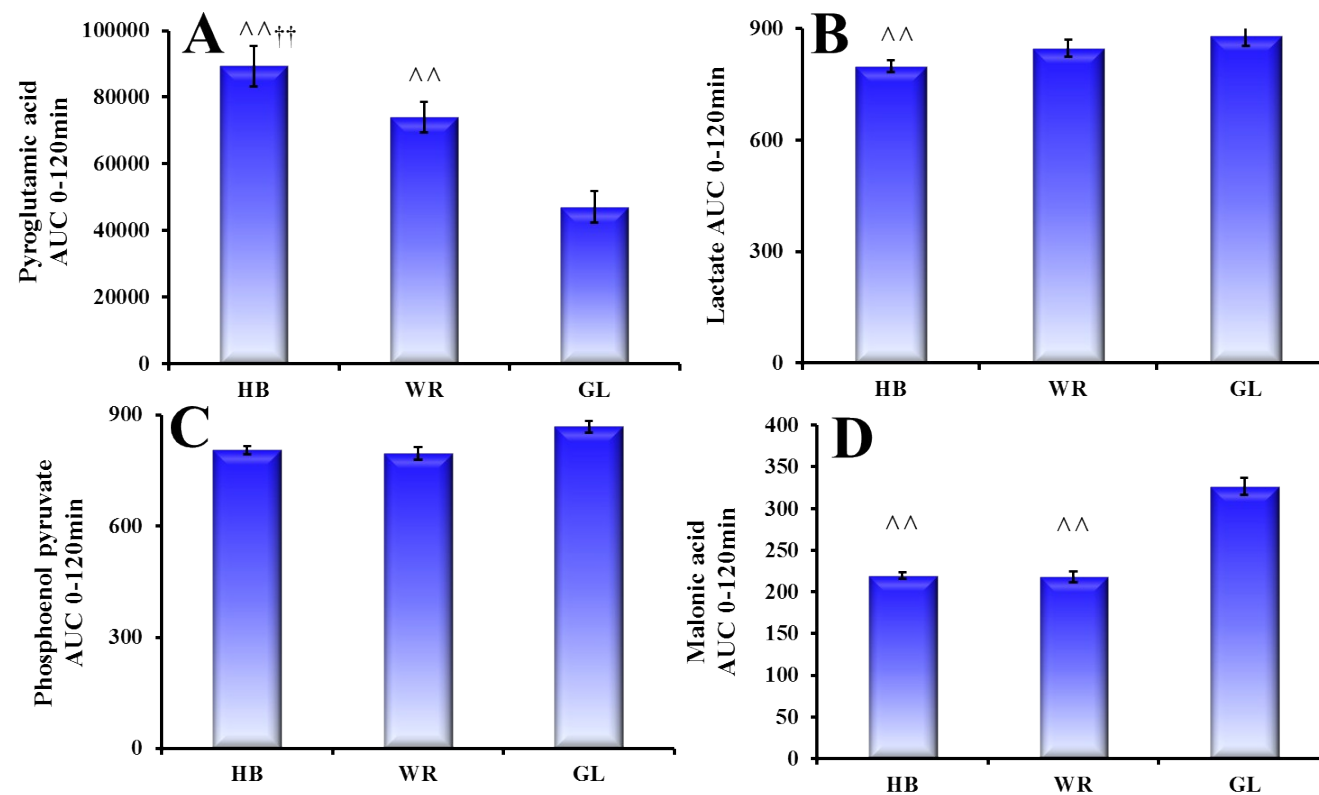 A
^^††
^^
Pyroglutamic acid
AUC 0-120min
100000
80000
60000
40000
20000
0
HB WR GL
B
^^
Lactate AUC 0-120min
900
600
300
0
HB WR GL
C
Phosphoenol pyruvate
AUC 0-120min
900
600
300
0
HB WR GL
D
^^ ^^
Malonic acid
AUC 0-120min
400
350
300
250
200
150
100
50
0
HB WR GL